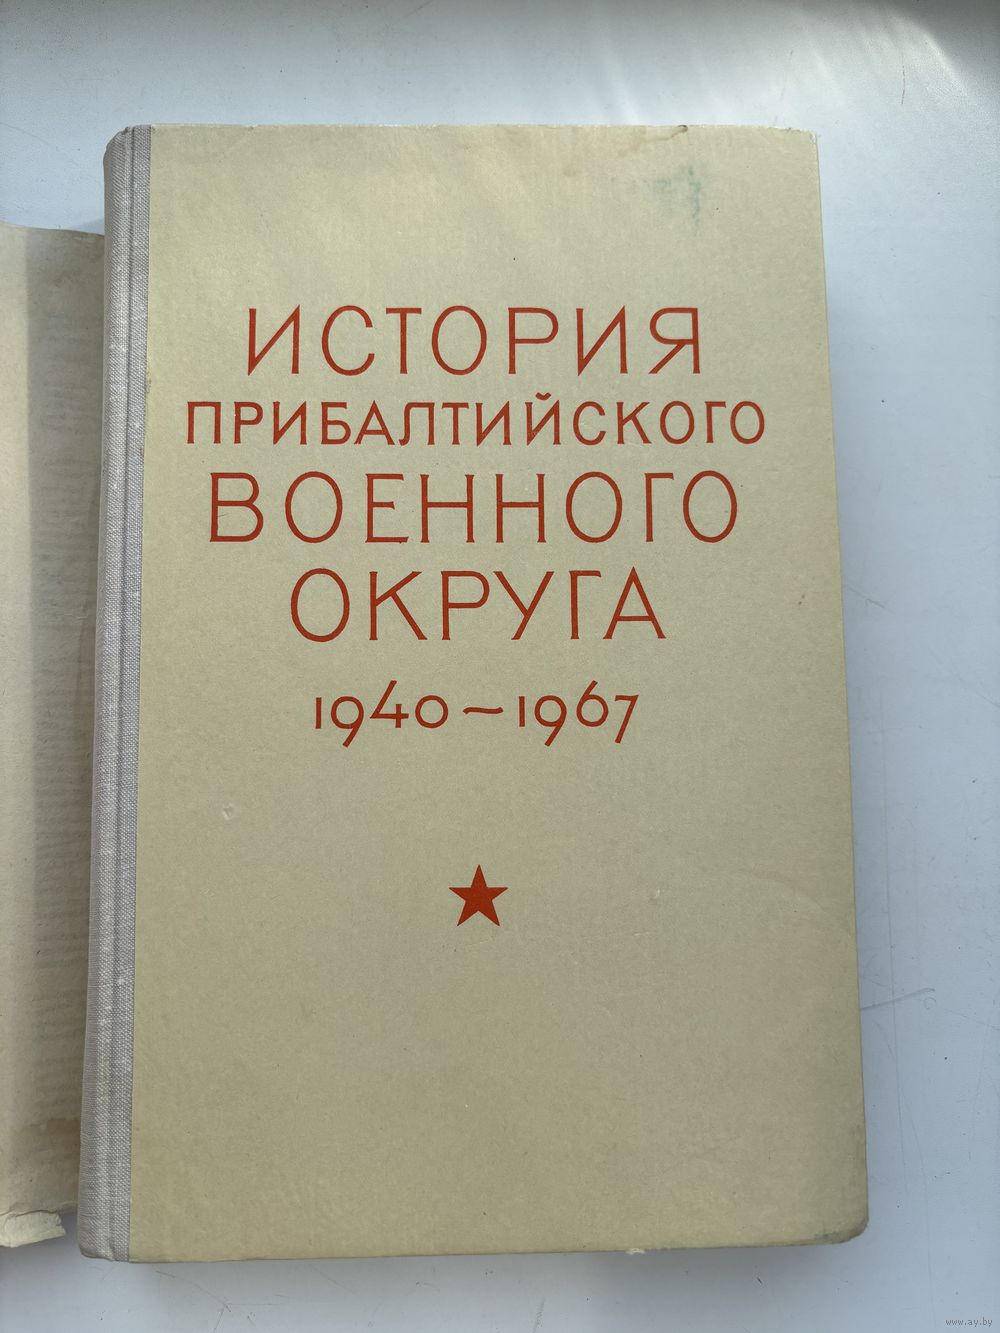 ИСТОРИЯ
ПРИБАЛТИЙСКОГО
ВОЕННОГО
ОКРУГА
1940–1967
www.ay.by